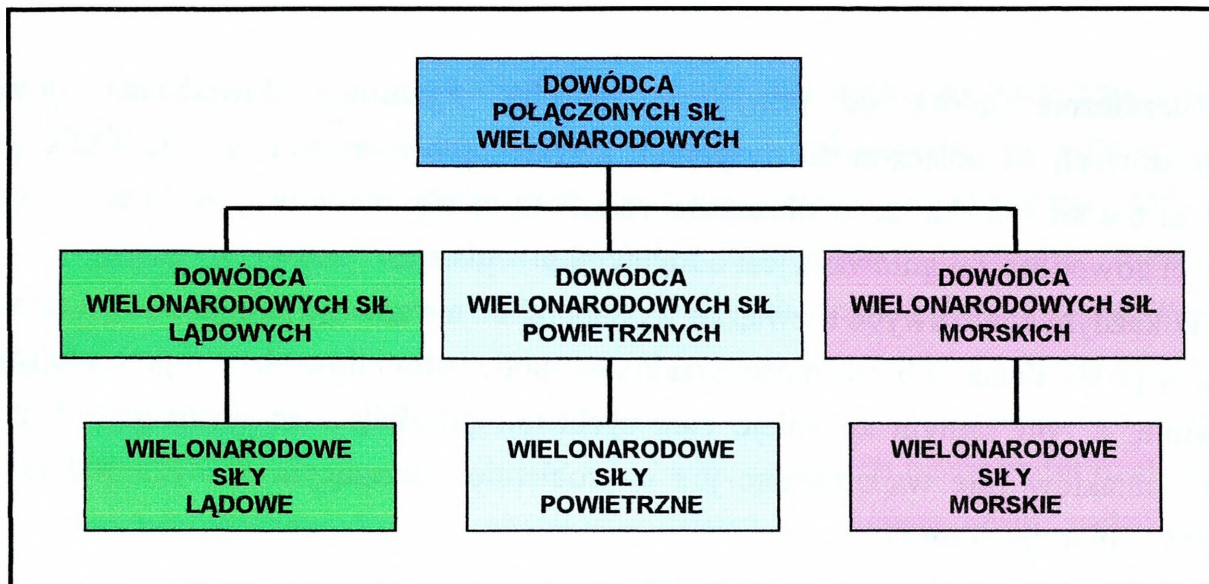 DOWÓDCA
POŁĄCZONYCH SIŁ
WIELONARODOWYCH
DOWÓDCA
WIELONARODOWYCH SIŁ
LĄDOWYCH
DOWÓDCA
WIELONARODOWYCH SIŁ
POWIETRZNYCH
DOWÓDCA
WIELONARODOWYCH SIŁ
MORSKICH
WIELONARODOWE
SIŁY
LĄDOWE
WIELONARODOWE
SIŁY
POWIETRZNE
WIELONARODOWE
SIŁY
MORSKIE